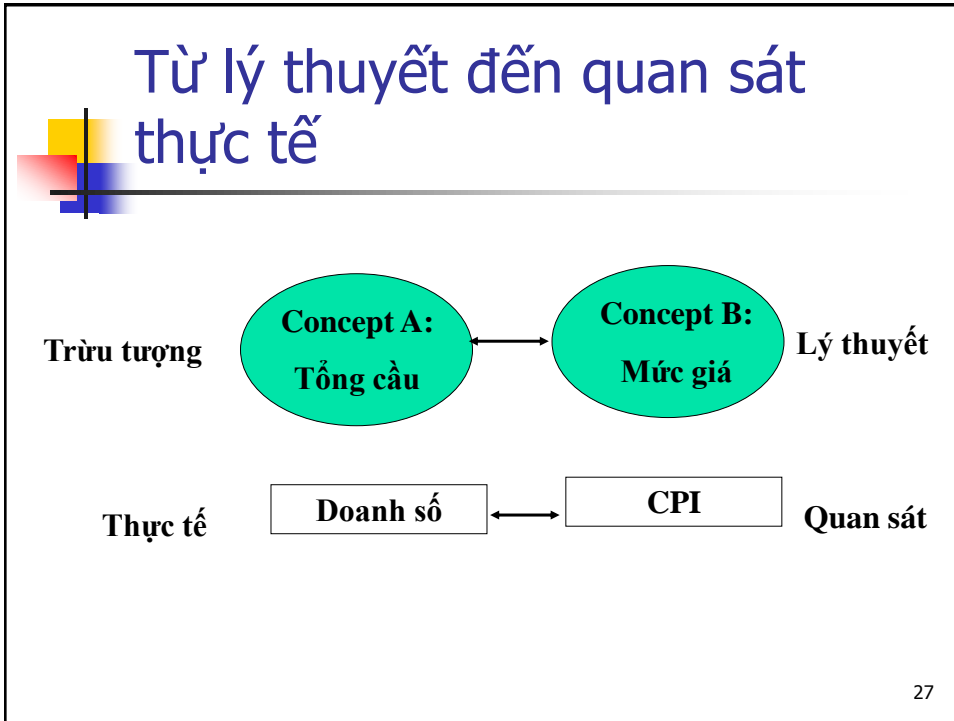 Từ lý thuyết đến quan sát
thực tế
Trừu tượng
Concept A:
Tổng cầu
Concept B:
Mức giá
Lý thuyết
Thực tế
Doanh số
CPI
Quan sát
27